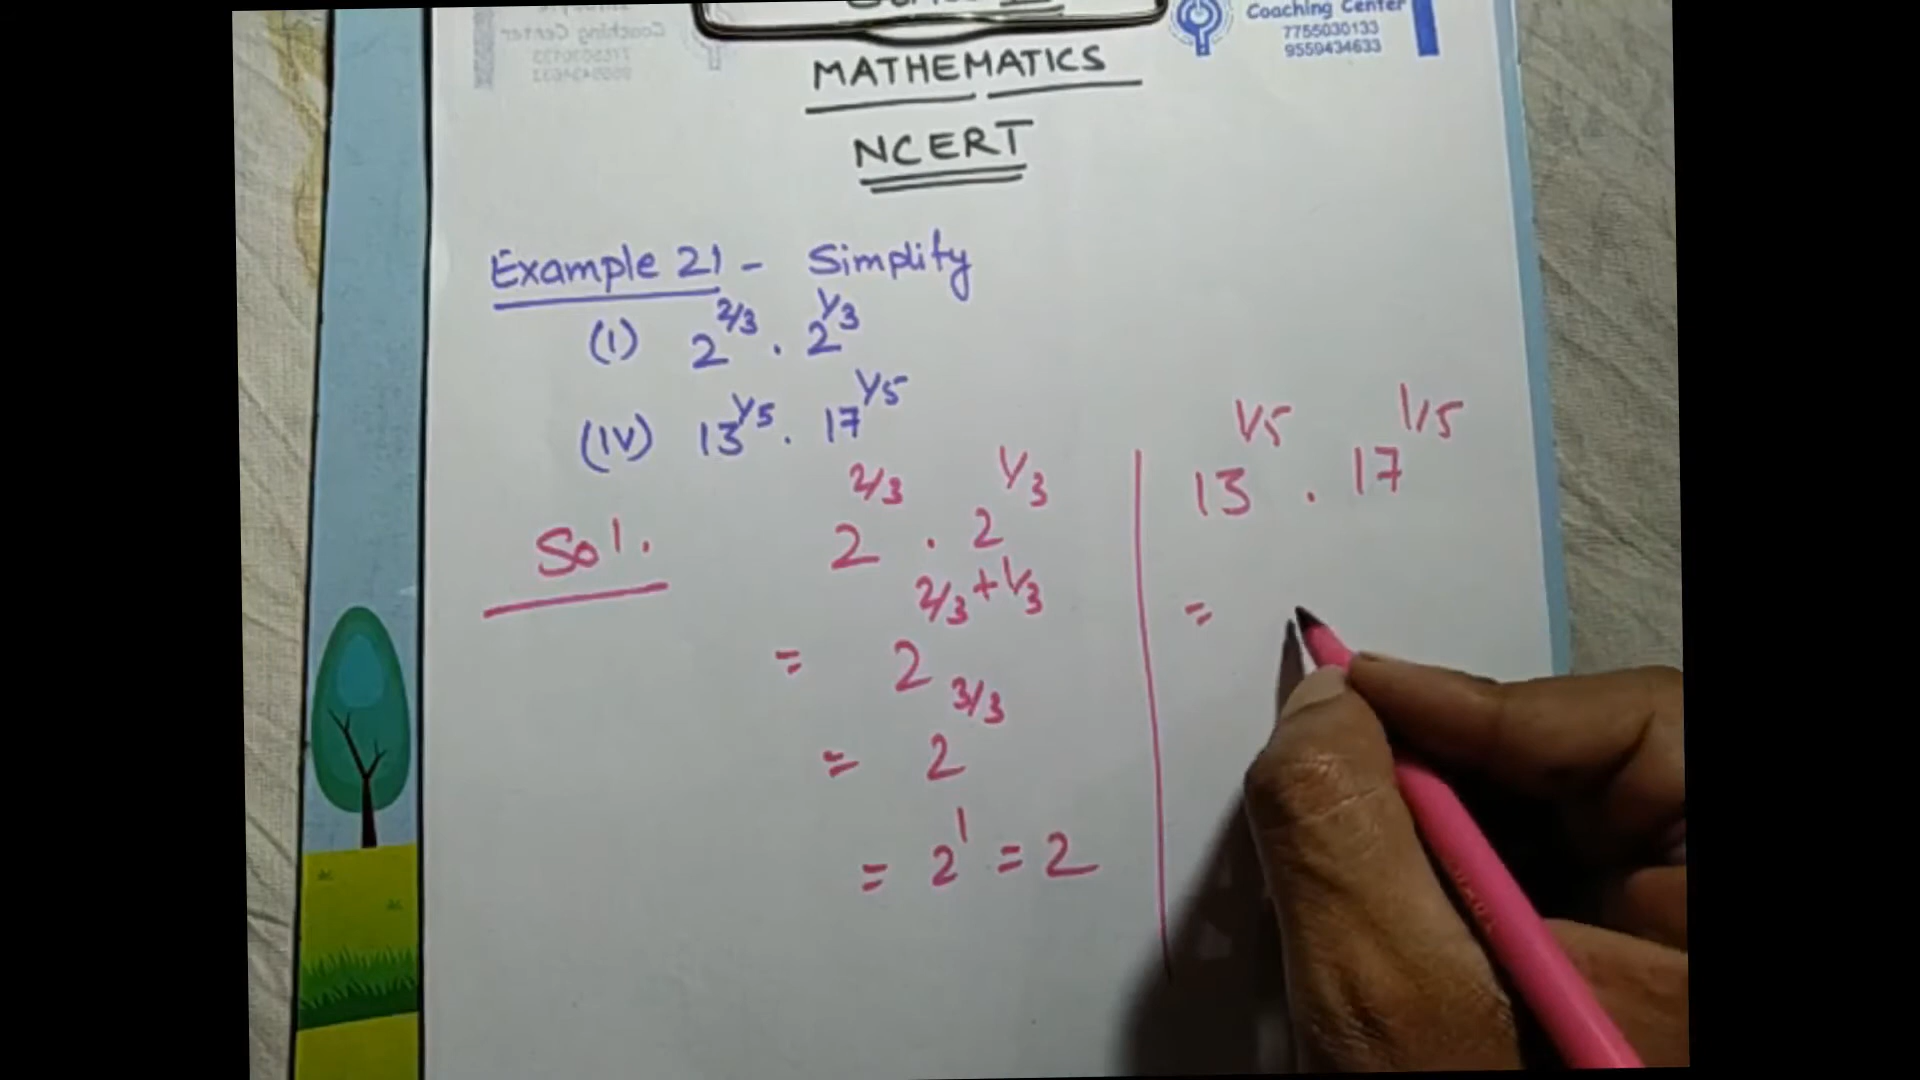 Coaching Center
7755030133
9559434633
MATHEMATICS
NCERT
Example 21 - Simplify
(I) 2^2/3 . 2^1/3
(IV) 13^1/5 . 17^1/5
Sol. 2^2/3 . 2^1/3
= 2^2/3+1/3
= 2^3/3
= 2^1 = 2
13^1/5 . 17^1/5
=